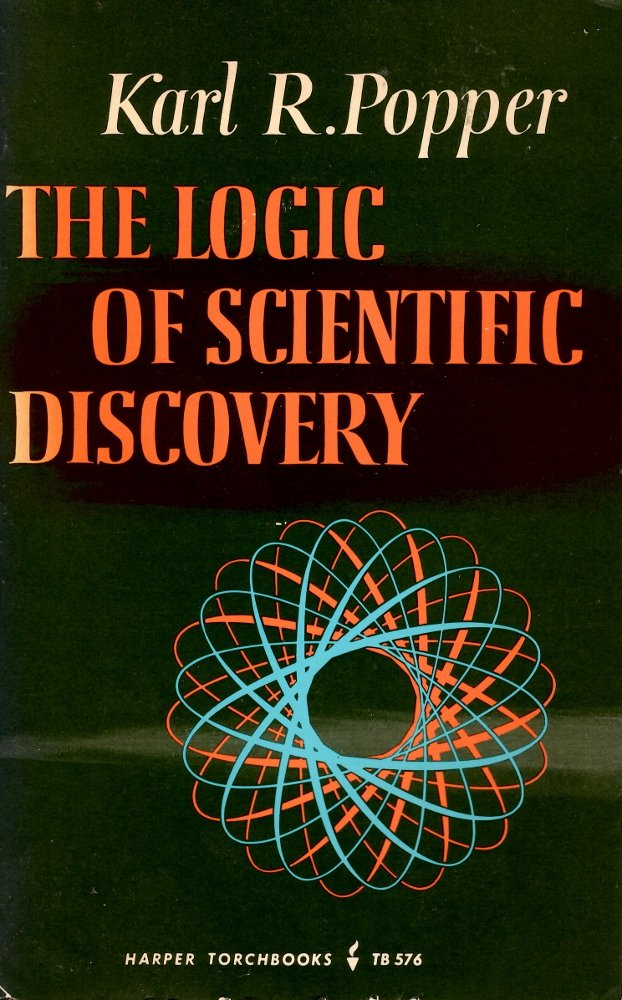 Karl R. Popper
THE LOGIC
OF SCIENTIFIC
DISCOVERY
HARPER TORCHBOOKS TB 576